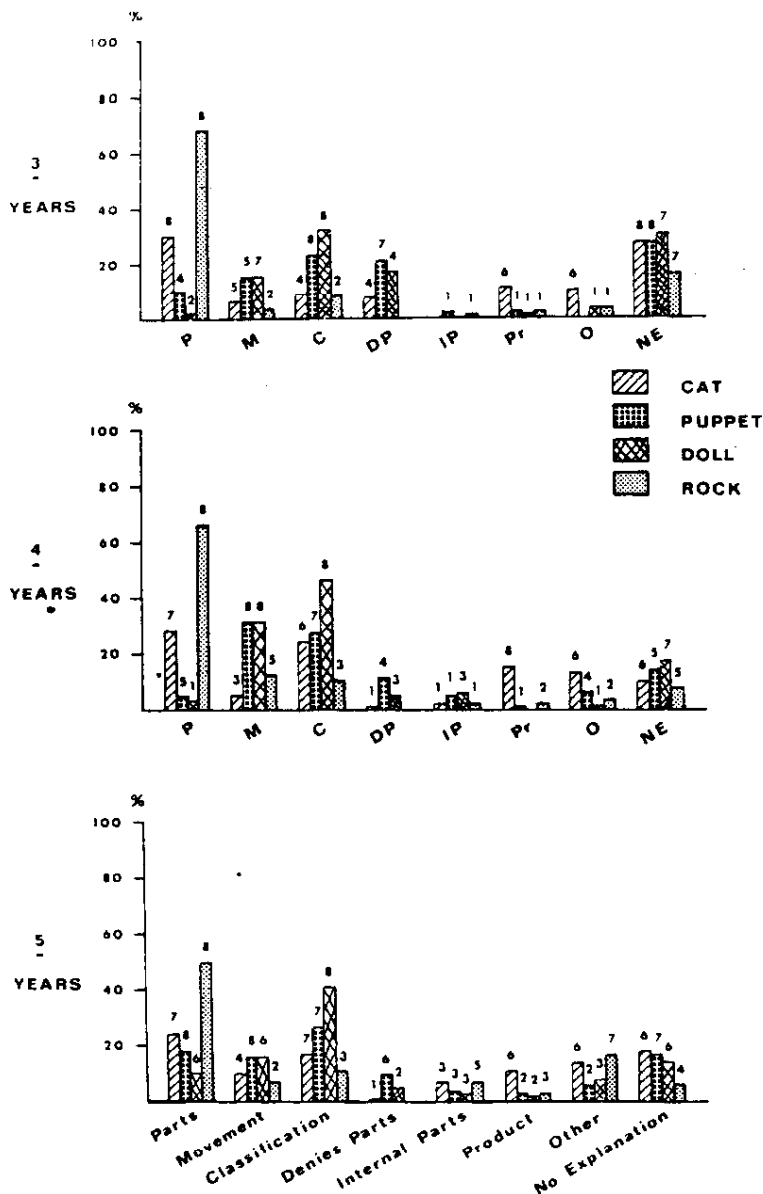 %
100
80
60
40
20
3
YEARS
8 4 2 8
5 5 7 2
4 8 8 2
4 7 4
1 1
6 1 1 1
6 1 1
8 8 7 7
P M C DP IP Pr O NE
CAT
PUPPET
DOLL
ROCK
%
100
80
60
40
20
4
YEARS
7 5 1 8
3 8 8 5
6 7 8 3
1 4 3
1 1 3 1
8 1 2
6 4 1 2
6 5 7 5
P M C DP IP Pr O NE
%
100
80
60
40
20
5
YEARS
7 8 6 8
4 8 6 2
7 7 8 3
1 6 2
3 3 3 5
6 2 2 3
6 2 3 7
6 7 6 4
Parts
Movement
Classification
Denies Parts
Internal Parts
Product
Other
No Explanation